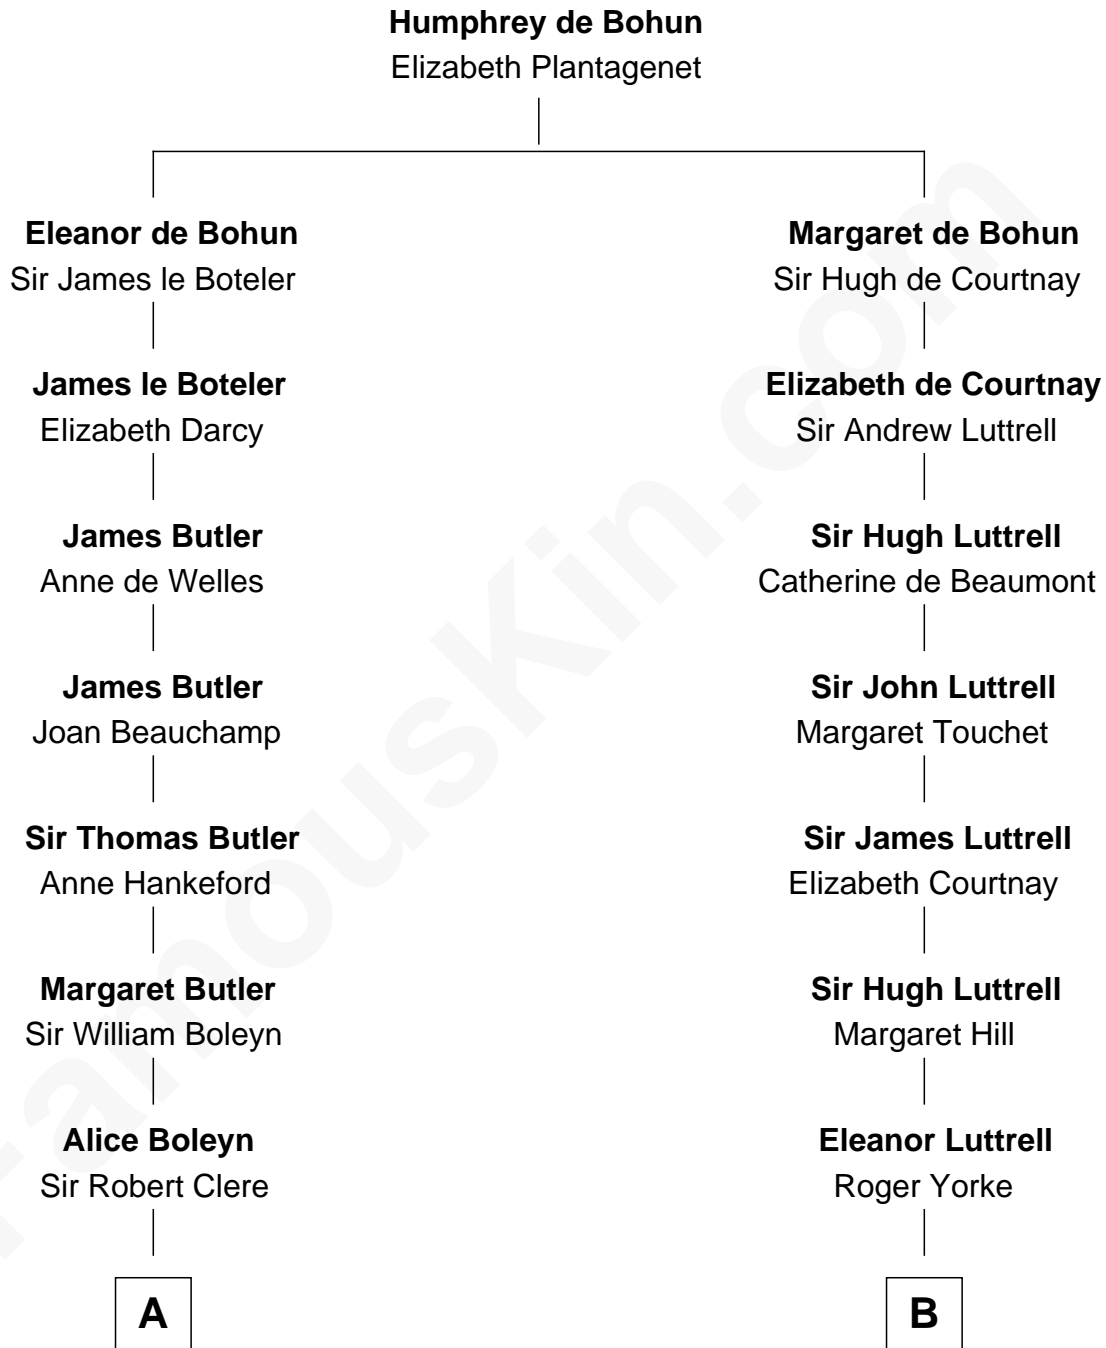 Humphrey de Bohun
Elizabeth Plantagenet
Eleanor de Bohun
Sir James le Boteler
Margaret de Bohun
Sir Hugh de Courtnay
James le Boteler
Elizabeth Darcy
Elizabeth de Courtnay
Sir Andrew Luttrell
James Butler
Anne de Welles
Sir Hugh Luttrell
Catherine de Beaumont
James Butler
Joan Beauchamp
Sir John Luttrell
Margaret Touchet
Sir Thomas Butler
Anne Hankeford
Sir James Luttrell
Elizabeth Courtnay
Margaret Butler
Sir William Boleyn
Sir Hugh Luttrell
Margaret Hill
Alice Boleyn
Sir Robert Clere
Eleanor Luttrell
Roger Yorke
A
B
FamousKin.com